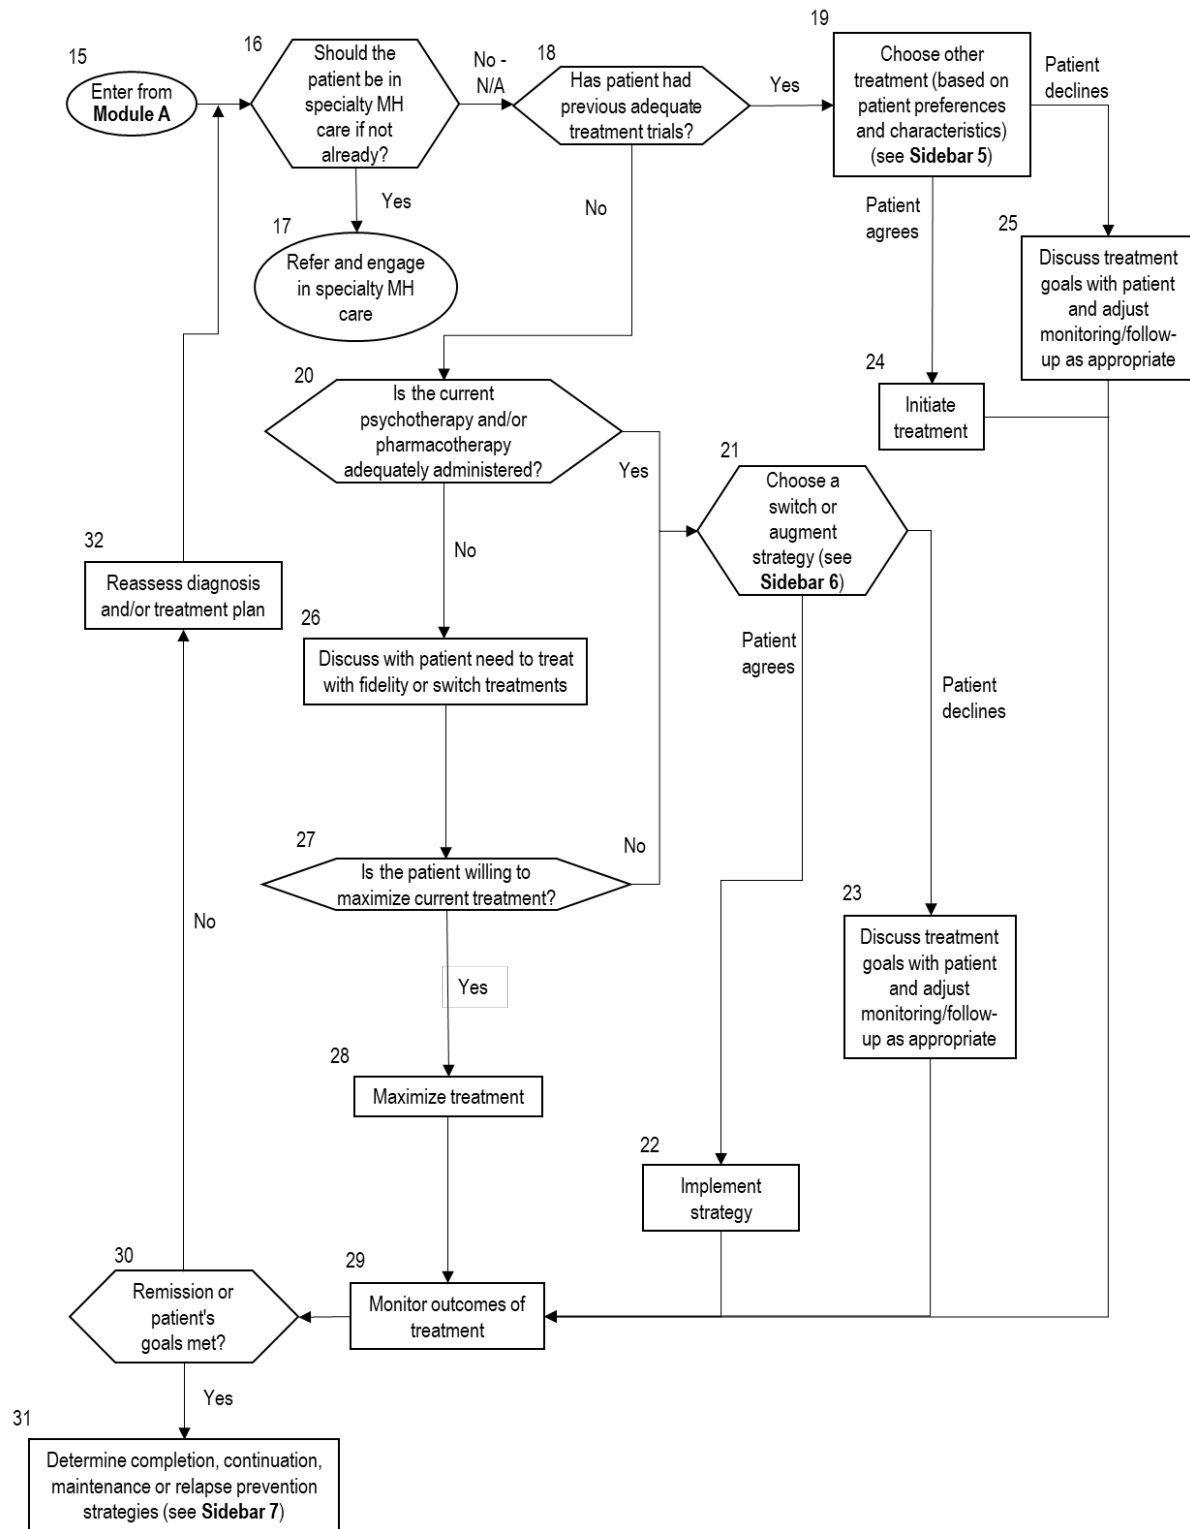 15
Enter from
Module A
16
Should the
patient be in
specialty MH
care if not
already?
No -
N/A
18
Has patient had
previous adequate
treatment trials?
Yes
19
Choose other
treatment (based on
patient preferences
and characteristics)
(see Sidebar 5)
Patient
declines
Yes
17
Refer and engage
in specialty MH
care
No
Patient
agrees
25
Discuss treatment
goals with patient
and adjust
monitoring/follow-
up as appropriate
24
Initiate
treatment
20
Is the current
psychotherapy and/or
pharmacotherapy
adequately administered?
Yes
21
Choose a
switch or
augment
strategy (see
Sidebar 6)
No
32
Reassess diagnosis
and/or treatment plan
26
Discuss with patient need to treat
with fidelity or switch treatments
Patient
agrees
Patient
declines
27
Is the patient willing to
maximize current treatment?
No
No
Yes
23
Discuss treatment
goals with patient
and adjust
monitoring/follow-
up as appropriate
28
Maximize treatment
22
Implement
strategy
30
Remission or
patient's
goals met?
29
Monitor outcomes of
treatment
Yes
31
Determine completion, continuation,
maintenance or relapse prevention
strategies (see Sidebar 7)